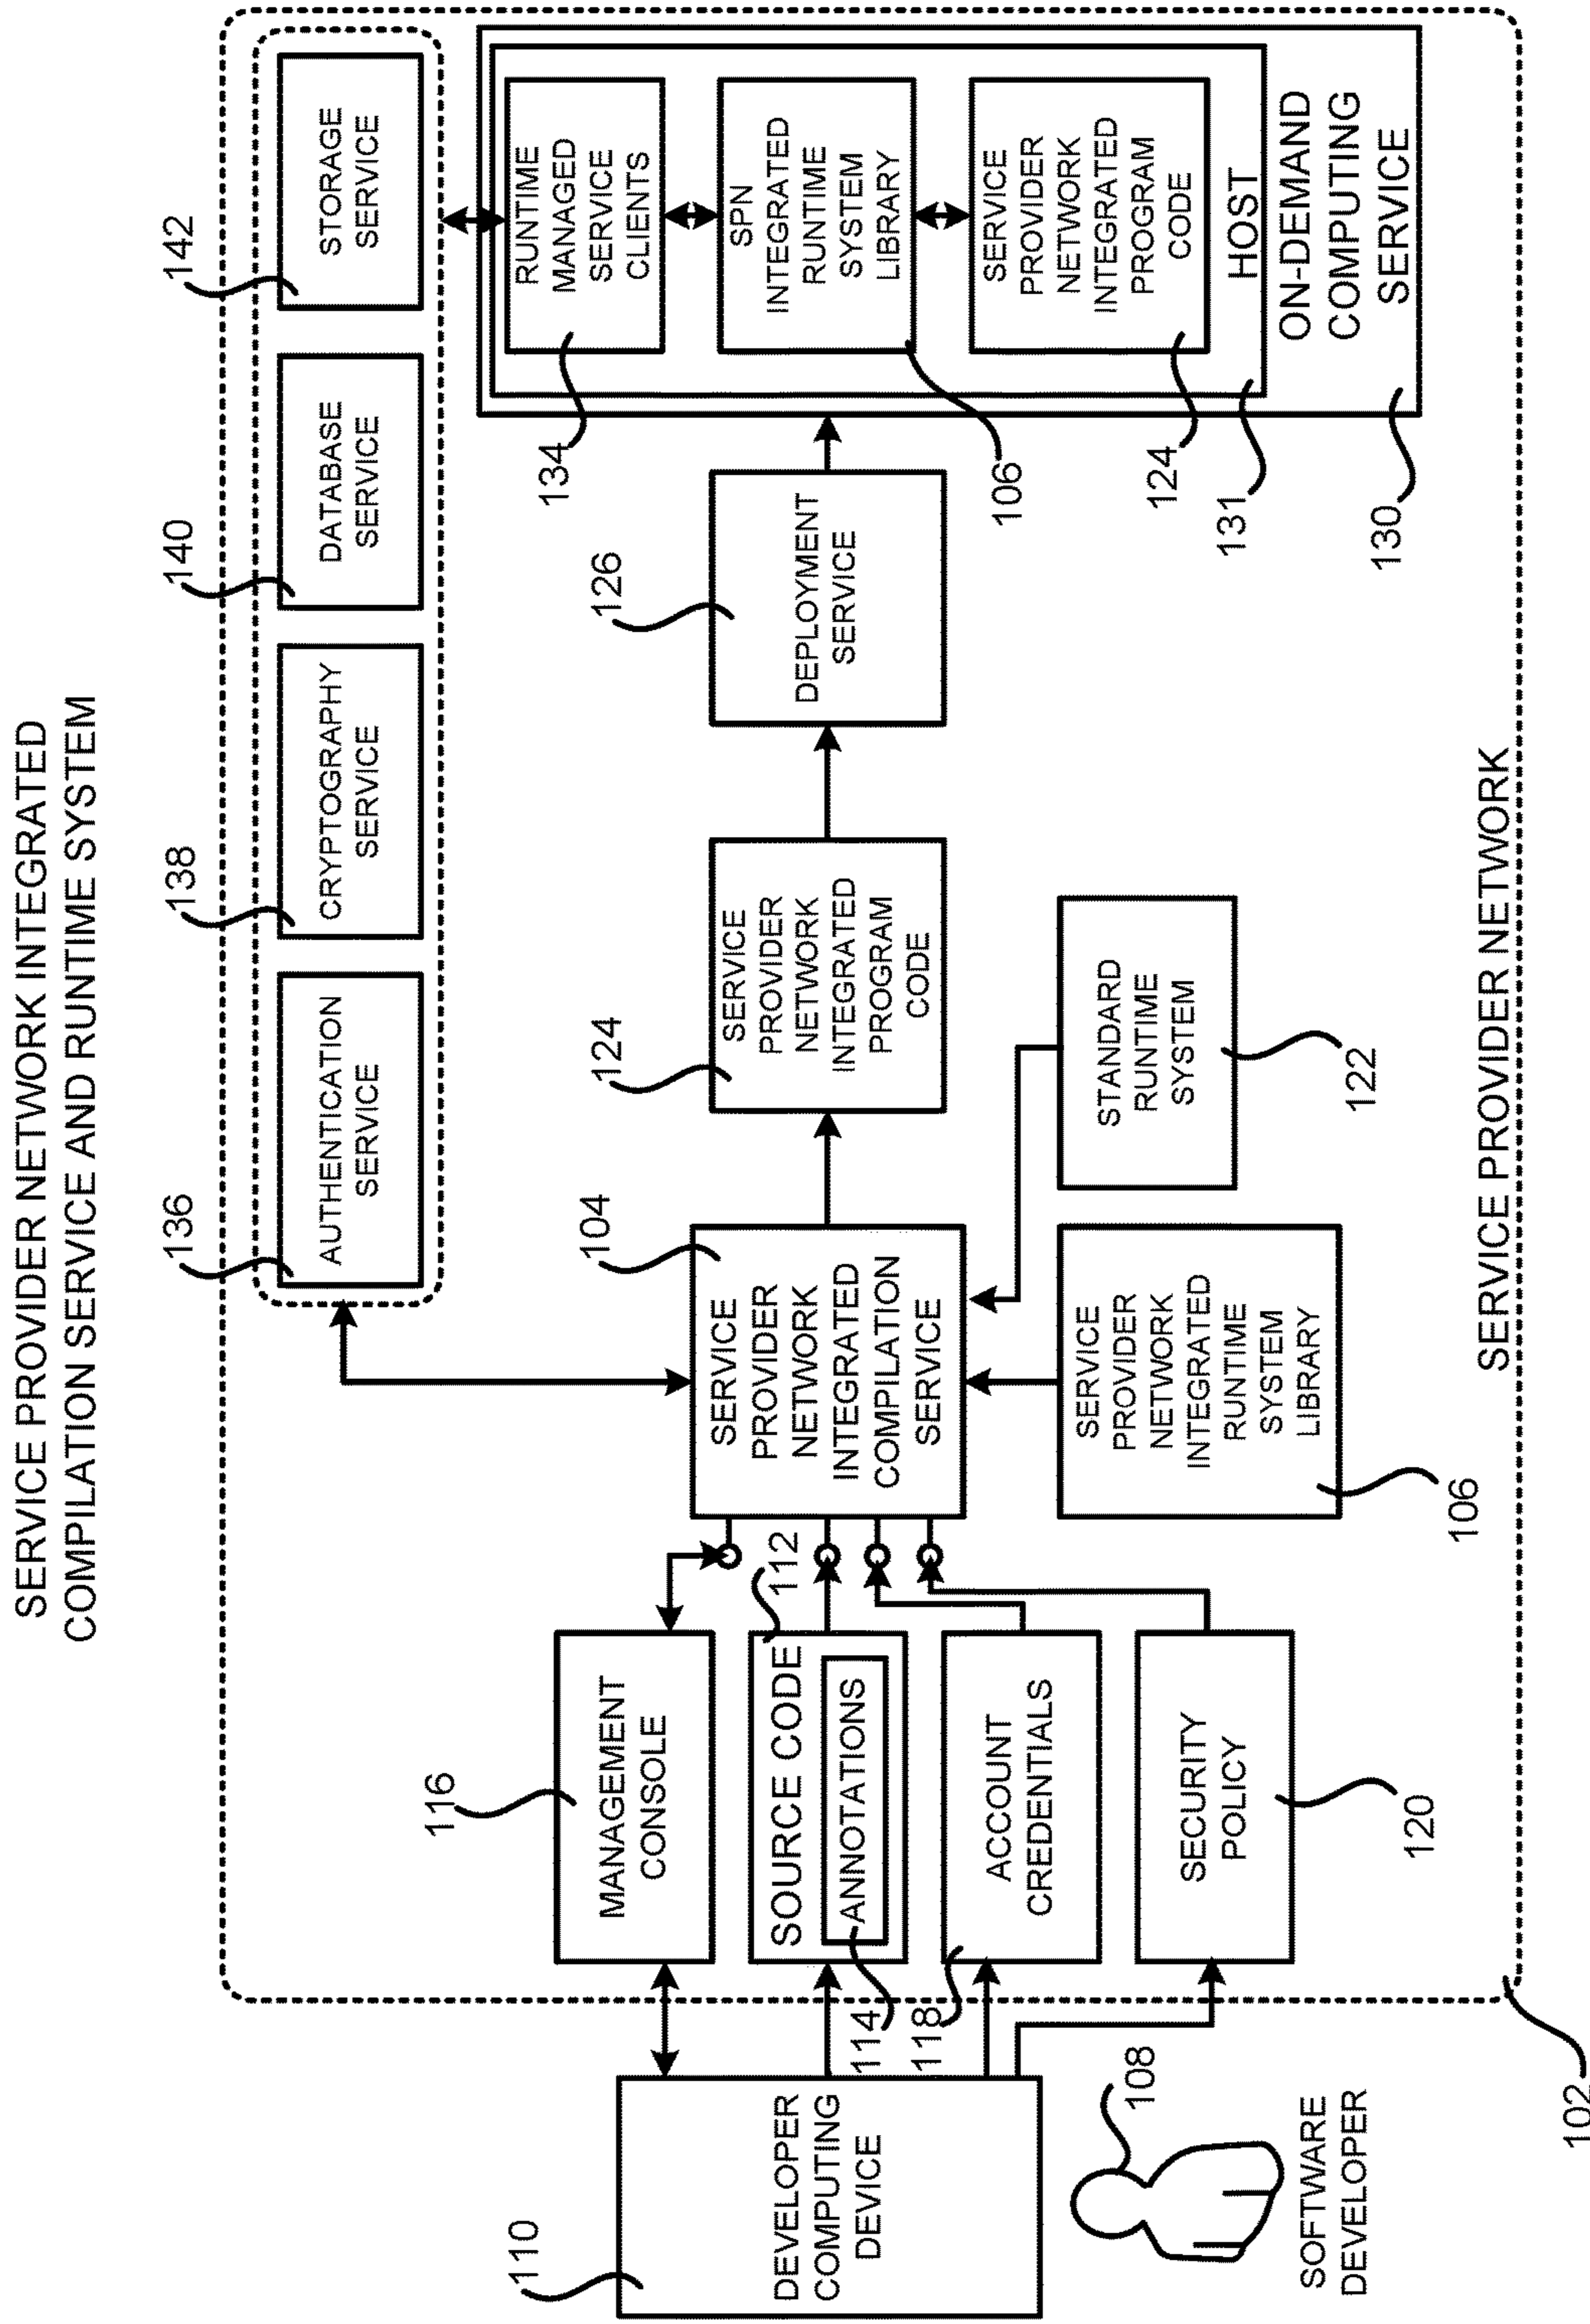 SERVICE PROVIDER NETWORK INTEGRATED
COMPILATION SERVICE AND RUNTIME SYSTEM
136
138
140
142
AUTHENTICATION
SERVICE
CRYPTOGRAPHY
SERVICE
DATABASE
SERVICE
STORAGE
SERVICE
110
DEVELOPER
COMPUTING
DEVICE
108
SOFTWARE
DEVELOPER
116
MANAGEMENT
CONSOLE
112
SOURCE CODE
ANNOTATIONS
114
118
ACCOUNT
CREDENTIALS
SECURITY
POLICY
120
104
SERVICE
PROVIDER
NETWORK
INTEGRATED
COMPILATION
SERVICE
SERVICE
PROVIDER
NETWORK
INTEGRATED
RUNTIME
SYSTEM
LIBRARY
106
STANDARD
RUNTIME
SYSTEM
122
124
SERVICE
PROVIDER
NETWORK
INTEGRATED
PROGRAM
CODE
126
DEPLOYMENT
SERVICE
RUNTIME
MANAGED
SERVICE
CLIENTS
134
SPN
INTEGRATED
RUNTIME
SYSTEM
LIBRARY
106
SERVICE
PROVIDER
NETWORK
INTEGRATED
PROGRAM
CODE
124
HOST
131
ON-DEMAND
COMPUTING
SERVICE
130
SERVICE PROVIDER NETWORK
102